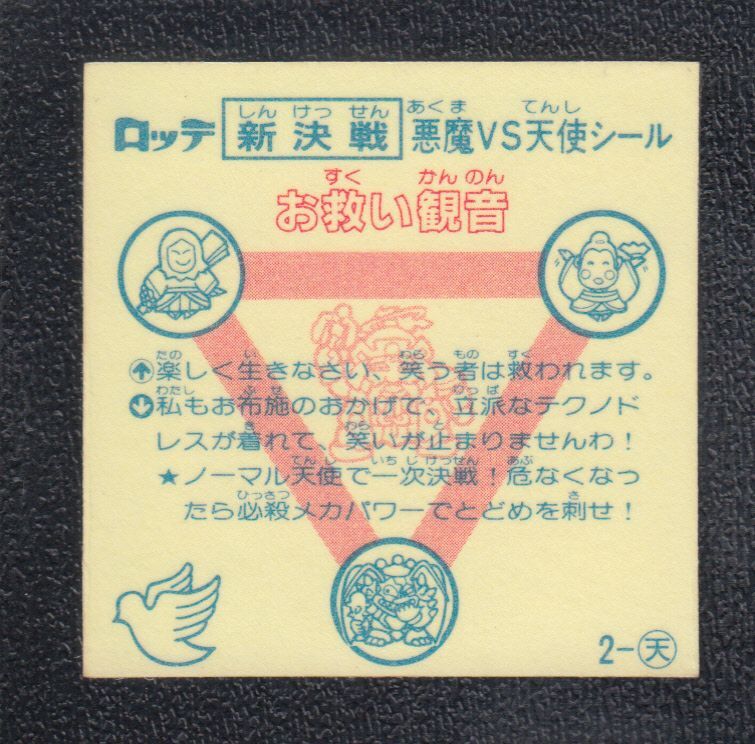 しん けっ せん あくま てんし
ロッテ 新決戦 悪魔VS天使シール
すく かんのん
お救い観音
たの い わら もの すく
↑楽しく生きなさい、笑う者は救われます。
わたし ふせ りっぱ
↓私もお布施のおかげで、立派なテクノド
き わら と
レスが着れて、笑いが止まりませんわ！
てんし いちじけっせん あぶ
★ノーマル天使で一次決戦！危なくなっ
ひっさつ さ
たら必殺メカパワーでとどめを刺せ！
2-天